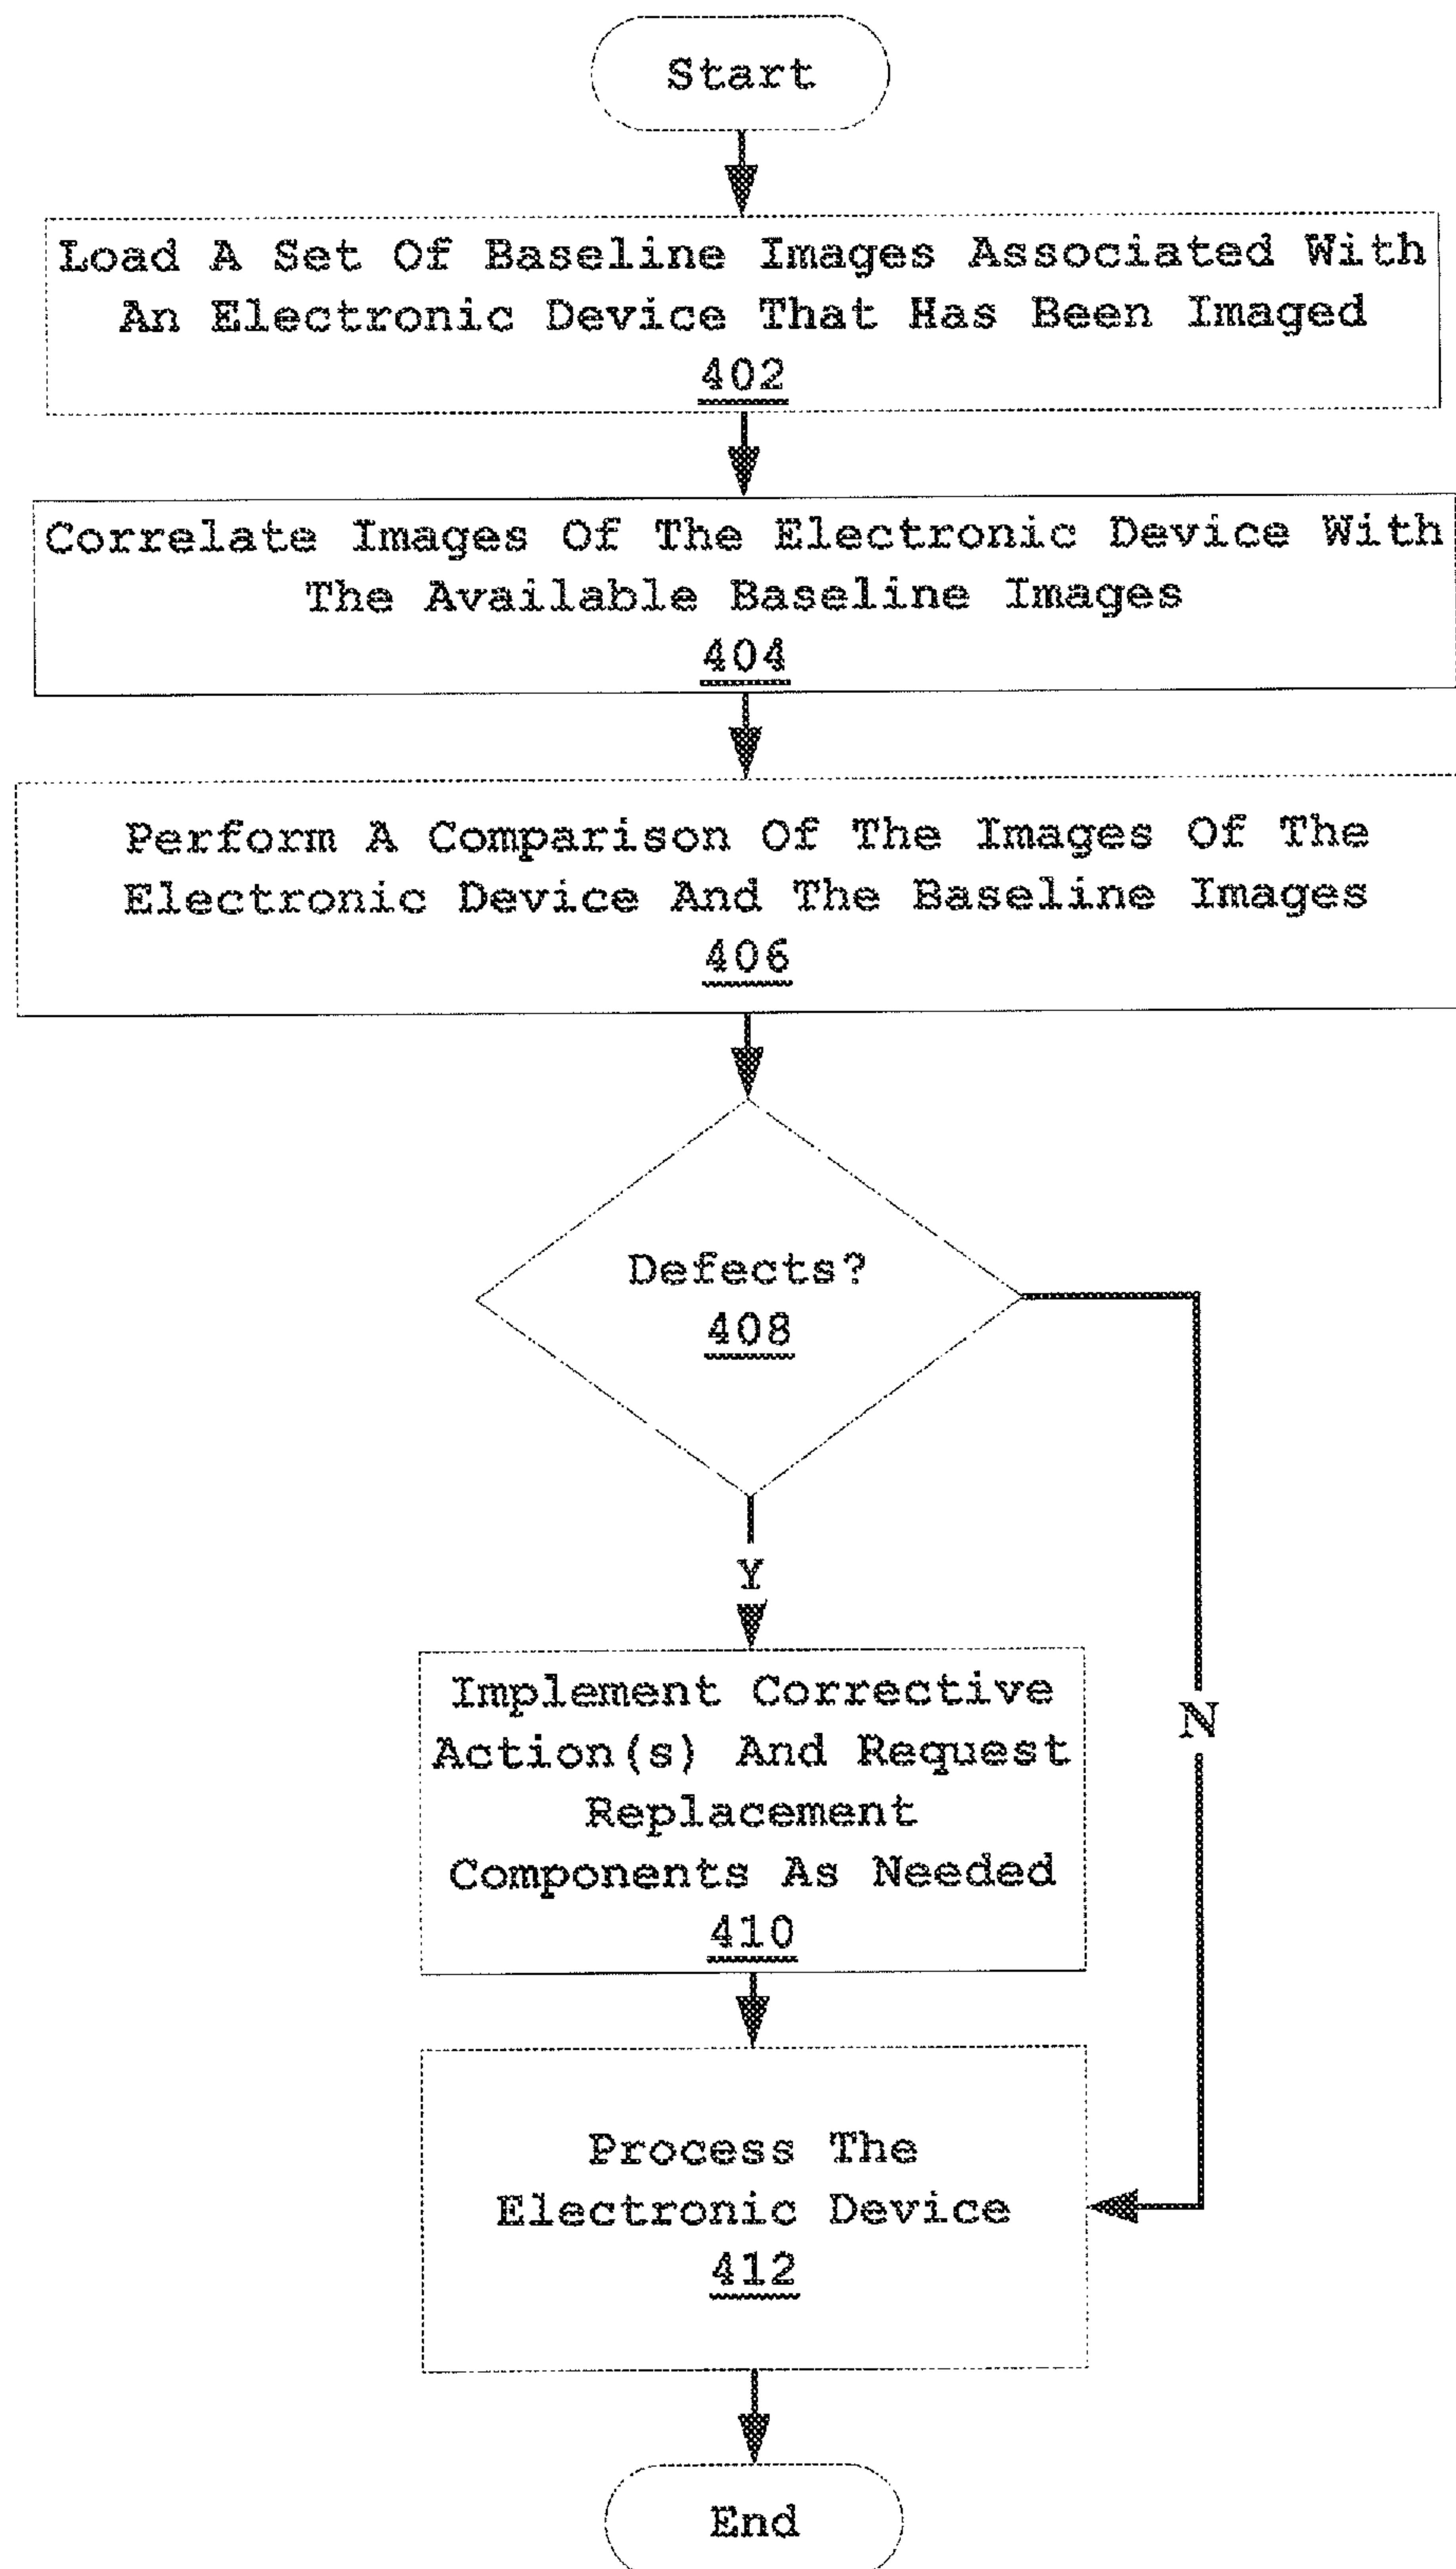 Start
Load A Set Of Baseline Images Associated With
An Electronic Device That Has Been Imaged
402
Correlate Images Of The Electronic Device With
The Available Baseline Images
404
Perform A Comparison Of The Images Of The
Electronic Device And The Baseline Images
406
Defects?
408
Y
Implement Corrective
Action(s) And Request
Replacement
Components As Needed
410
N
Process The
Electronic Device
412
End